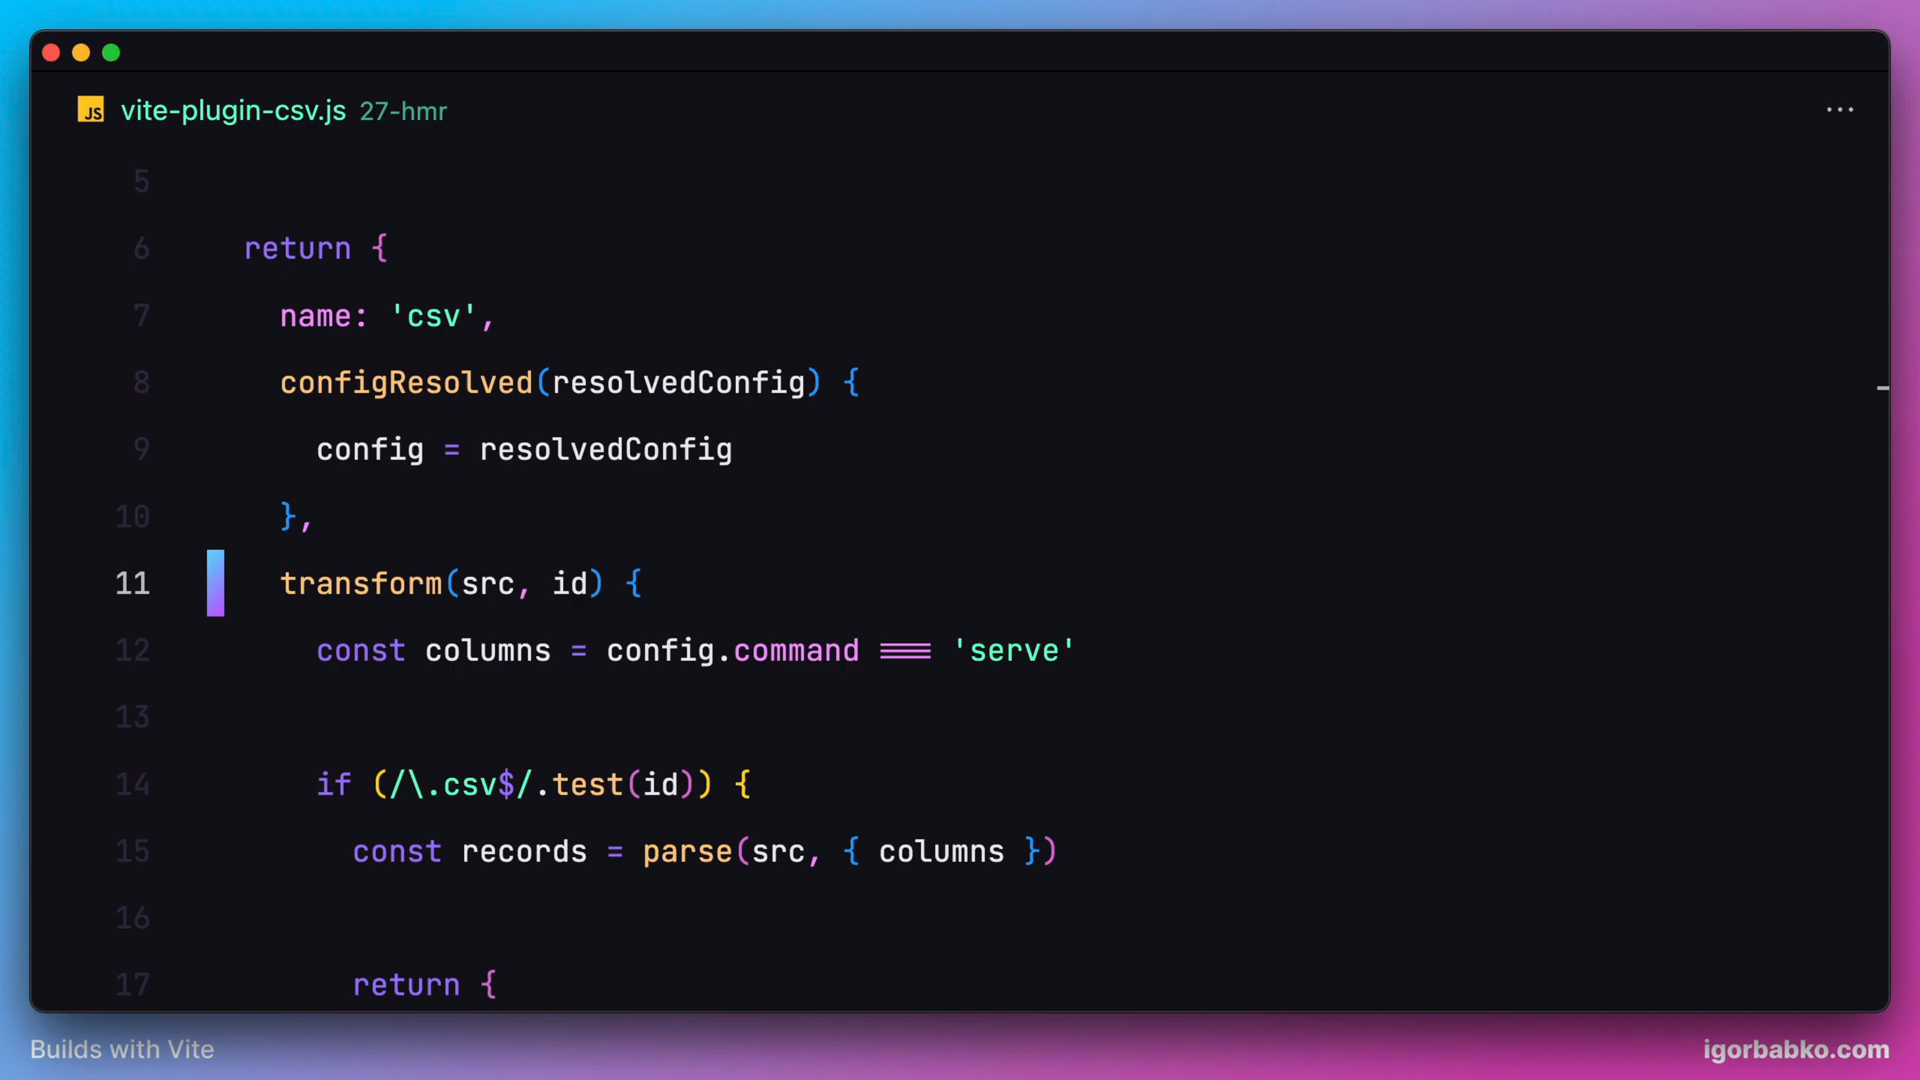 JS vite-plugin-csv.js 27-hmr ...
5
6 return {
7 name: 'csv',
8 configResolved(resolvedConfig) {
9 config = resolvedConfig
10 },
11 transform(src, id) {
12 const columns = config.command === 'serve'
13
14 if (/\.csv$/.test(id)) {
15 const records = parse(src, { columns })
16
17 return {
Builds with Vite
igorbabko.com